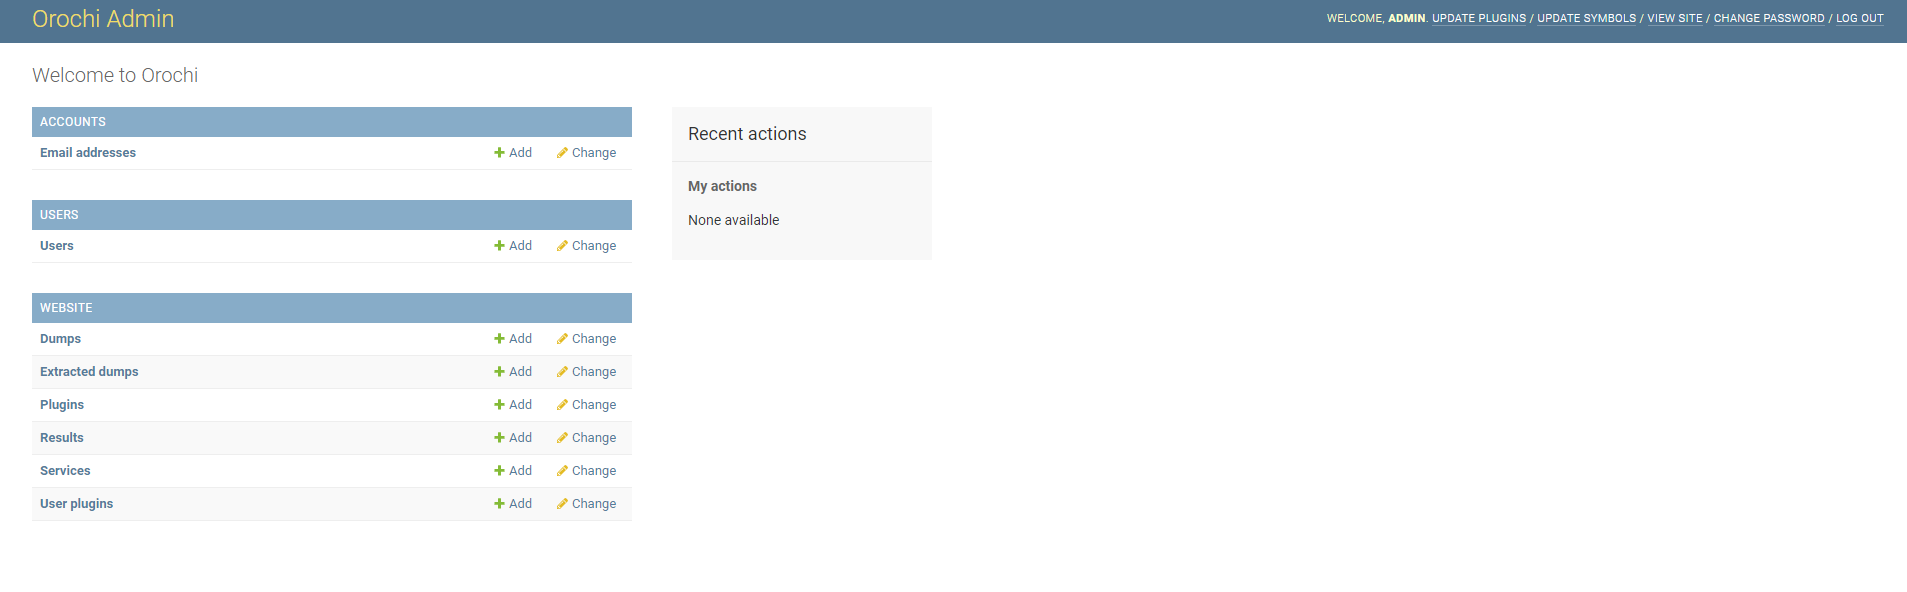 Orochi Admin
WELCOME, ADMIN. UPDATE PLUGINS / UPDATE SYMBOLS / VIEW SITE / CHANGE PASSWORD / LOG OUT
Welcome to Orochi
ACCOUNTS
Email addresses Add Change
USERS
Users Add Change
WEBSITE
Dumps Add Change
Extracted dumps Add Change
Plugins Add Change
Results Add Change
Services Add Change
User plugins Add Change
Recent actions
My actions
None available